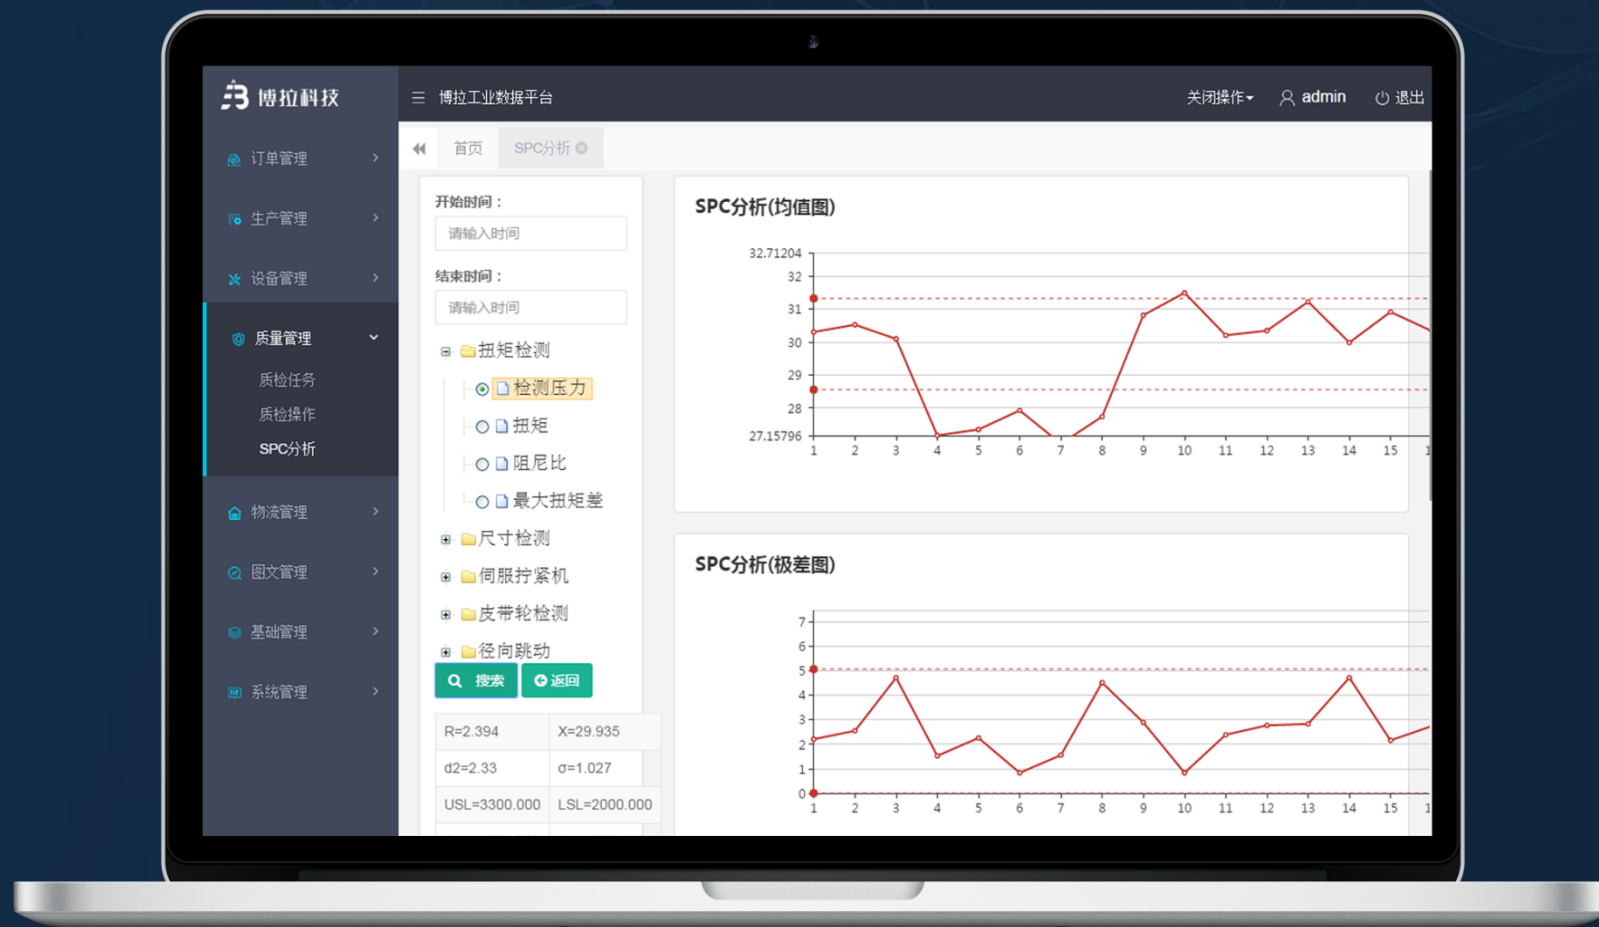 博拉科技
博拉工业数据平台
关闭操作
admin
退出
订单管理
生产管理
设备管理
质量管理
质检任务
质检操作
SPC分析
物流管理
图文管理
基础管理
系统管理
首页
SPC分析
开始时间：
请输入时间
结束时间：
请输入时间
扭矩检测
检测压力
扭矩
阻尼比
最大扭矩差
尺寸检测
伺服拧紧机
皮带轮检测
径向跳动
搜索 返回
R=2.394 X=29.935
d2=2.33 σ=1.027
USL=3300.000 LSL=2000.000
SPC分析(均值图)
32.71204
32
31
30
29
28
27.15796
1 2 3 4 5 6 7 8 9 10 11 12 13 14 15
SPC分析(极差图)
7
6
5
4
3
2
1
0
1 2 3 4 5 6 7 8 9 10 11 12 13 14 15